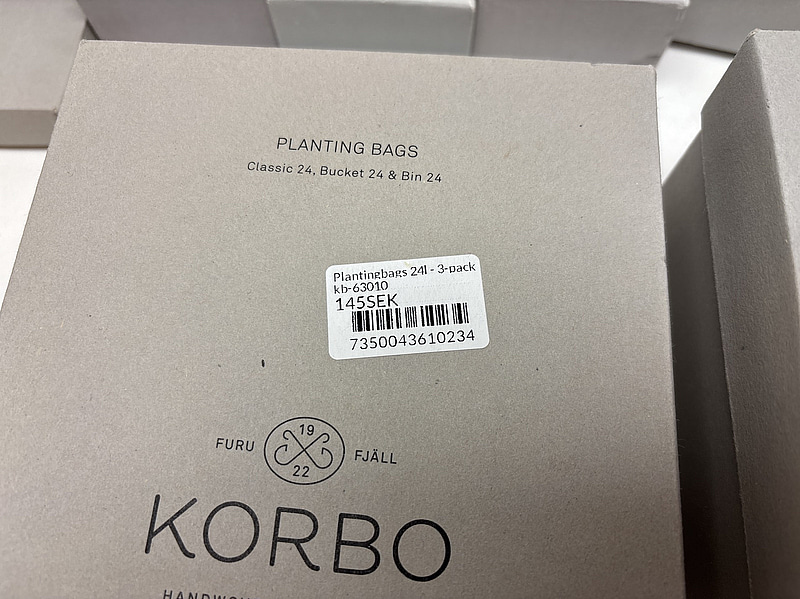 PLANTING BAGS
Classic 24, Bucket 24 & Bin 24
Plantingbags 24l - 3-pack
kb-63010
145SEK
7350043610234
19
FURU FJÄLL
22
KORBO